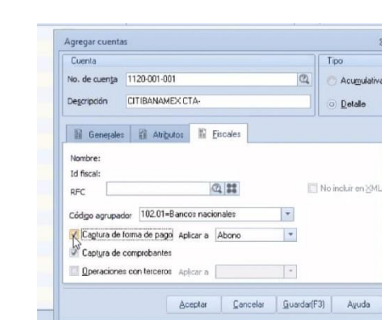 Agregar cuentas
Cuenta
No. de cuenta 1120-001-001
Descripción CITIBANAMEX CTA-
Tipo
Acumulativa
Detalle
Generales Atributos Fiscales
Nombre:
Id fiscal:
RFC
No incluir en XML
Código agrupador 102.01=Bancos nacionales
Captura de forma de pago Aplicar a Abono
Captura de comprobantes
Operaciones con terceros Aplicar a
Aceptar Cancelar Guardar(F3) Ayuda